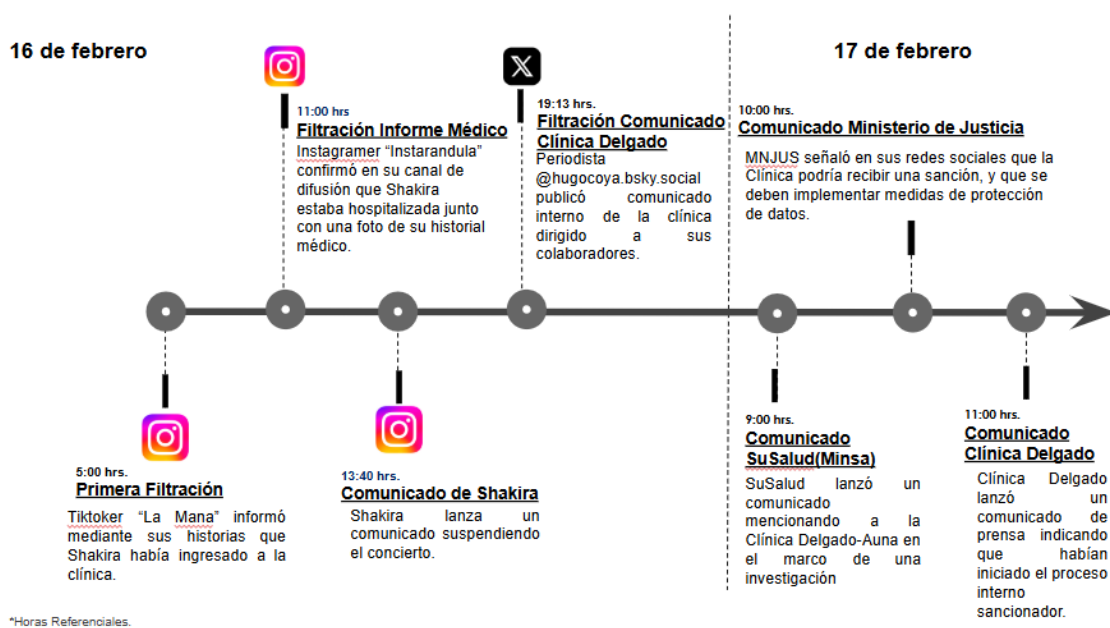 16 de febrero
17 de febrero
11:00 hrs
Filtración Informe Médico
Instagramer “Instarandula”
confirmó en su canal de
difusión que Shakira
estaba hospitalizada junto
con una foto de su historial
médico.
19:13 hrs.
Filtración Comunicado
Clínica Delgado
Periodista
@hugocoya.bsky.social
publicó comunicado
interno de la clínica
dirigido a sus
colaboradores.
10:00 hrs.
Comunicado Ministerio de Justicia
MNJUS señaló en sus redes sociales que la
Clínica podría recibir una sanción, y que se
deben implementar medidas de protección
de datos.
5:00 hrs.
Primera Filtración
Tiktoker “La Mana” informó
mediante sus historias que
Shakira había ingresado a la
clínica.
13:40 hrs.
Comunicado de Shakira
Shakira lanza un
comunicado suspendiendo
el concierto.
9:00 hrs.
Comunicado
SuSalud(Minsa)
SuSalud lanzó un
comunicado
mencionando a la
Clínica Delgado-Auna en
el marco de una
investigación
11:00 hrs.
Comunicado
Clínica Delgado
Clínica Delgado
lanzó un
comunicado de
prensa indicando
que habían
iniciado el proceso
interno
sancionador.
*Horas Referenciales.